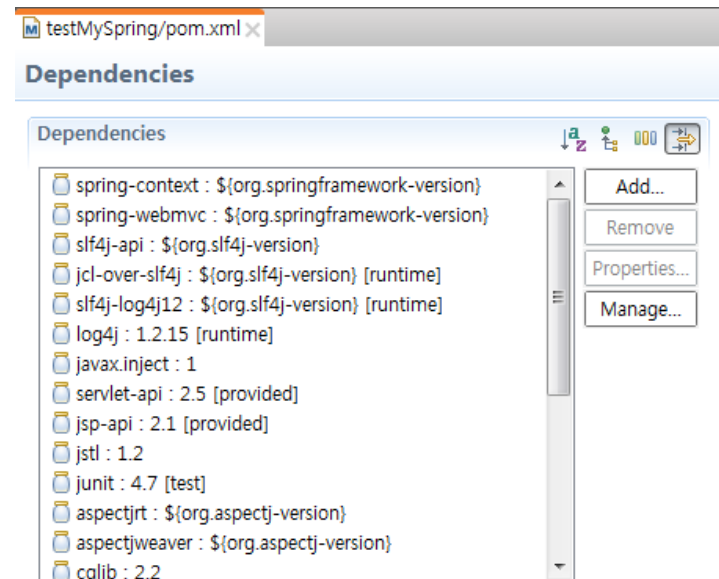 testMySpring/pom.xml
Dependencies
Dependencies
spring-context : ${org.springframework-version}
spring-webmvc : ${org.springframework-version}
slf4j-api : ${org.slf4j-version}
jcl-over-slf4j : ${org.slf4j-version} [runtime]
slf4j-log4j12 : ${org.slf4j-version} [runtime]
log4j : 1.2.15 [runtime]
javax.inject : 1
servlet-api : 2.5 [provided]
jsp-api : 2.1 [provided]
jstl : 1.2
junit : 4.7 [test]
aspectjrt : ${org.aspectj-version}
aspectjweaver : ${org.aspectj-version}
cglib : 2.2
Add...
Remove
Properties...
Manage...